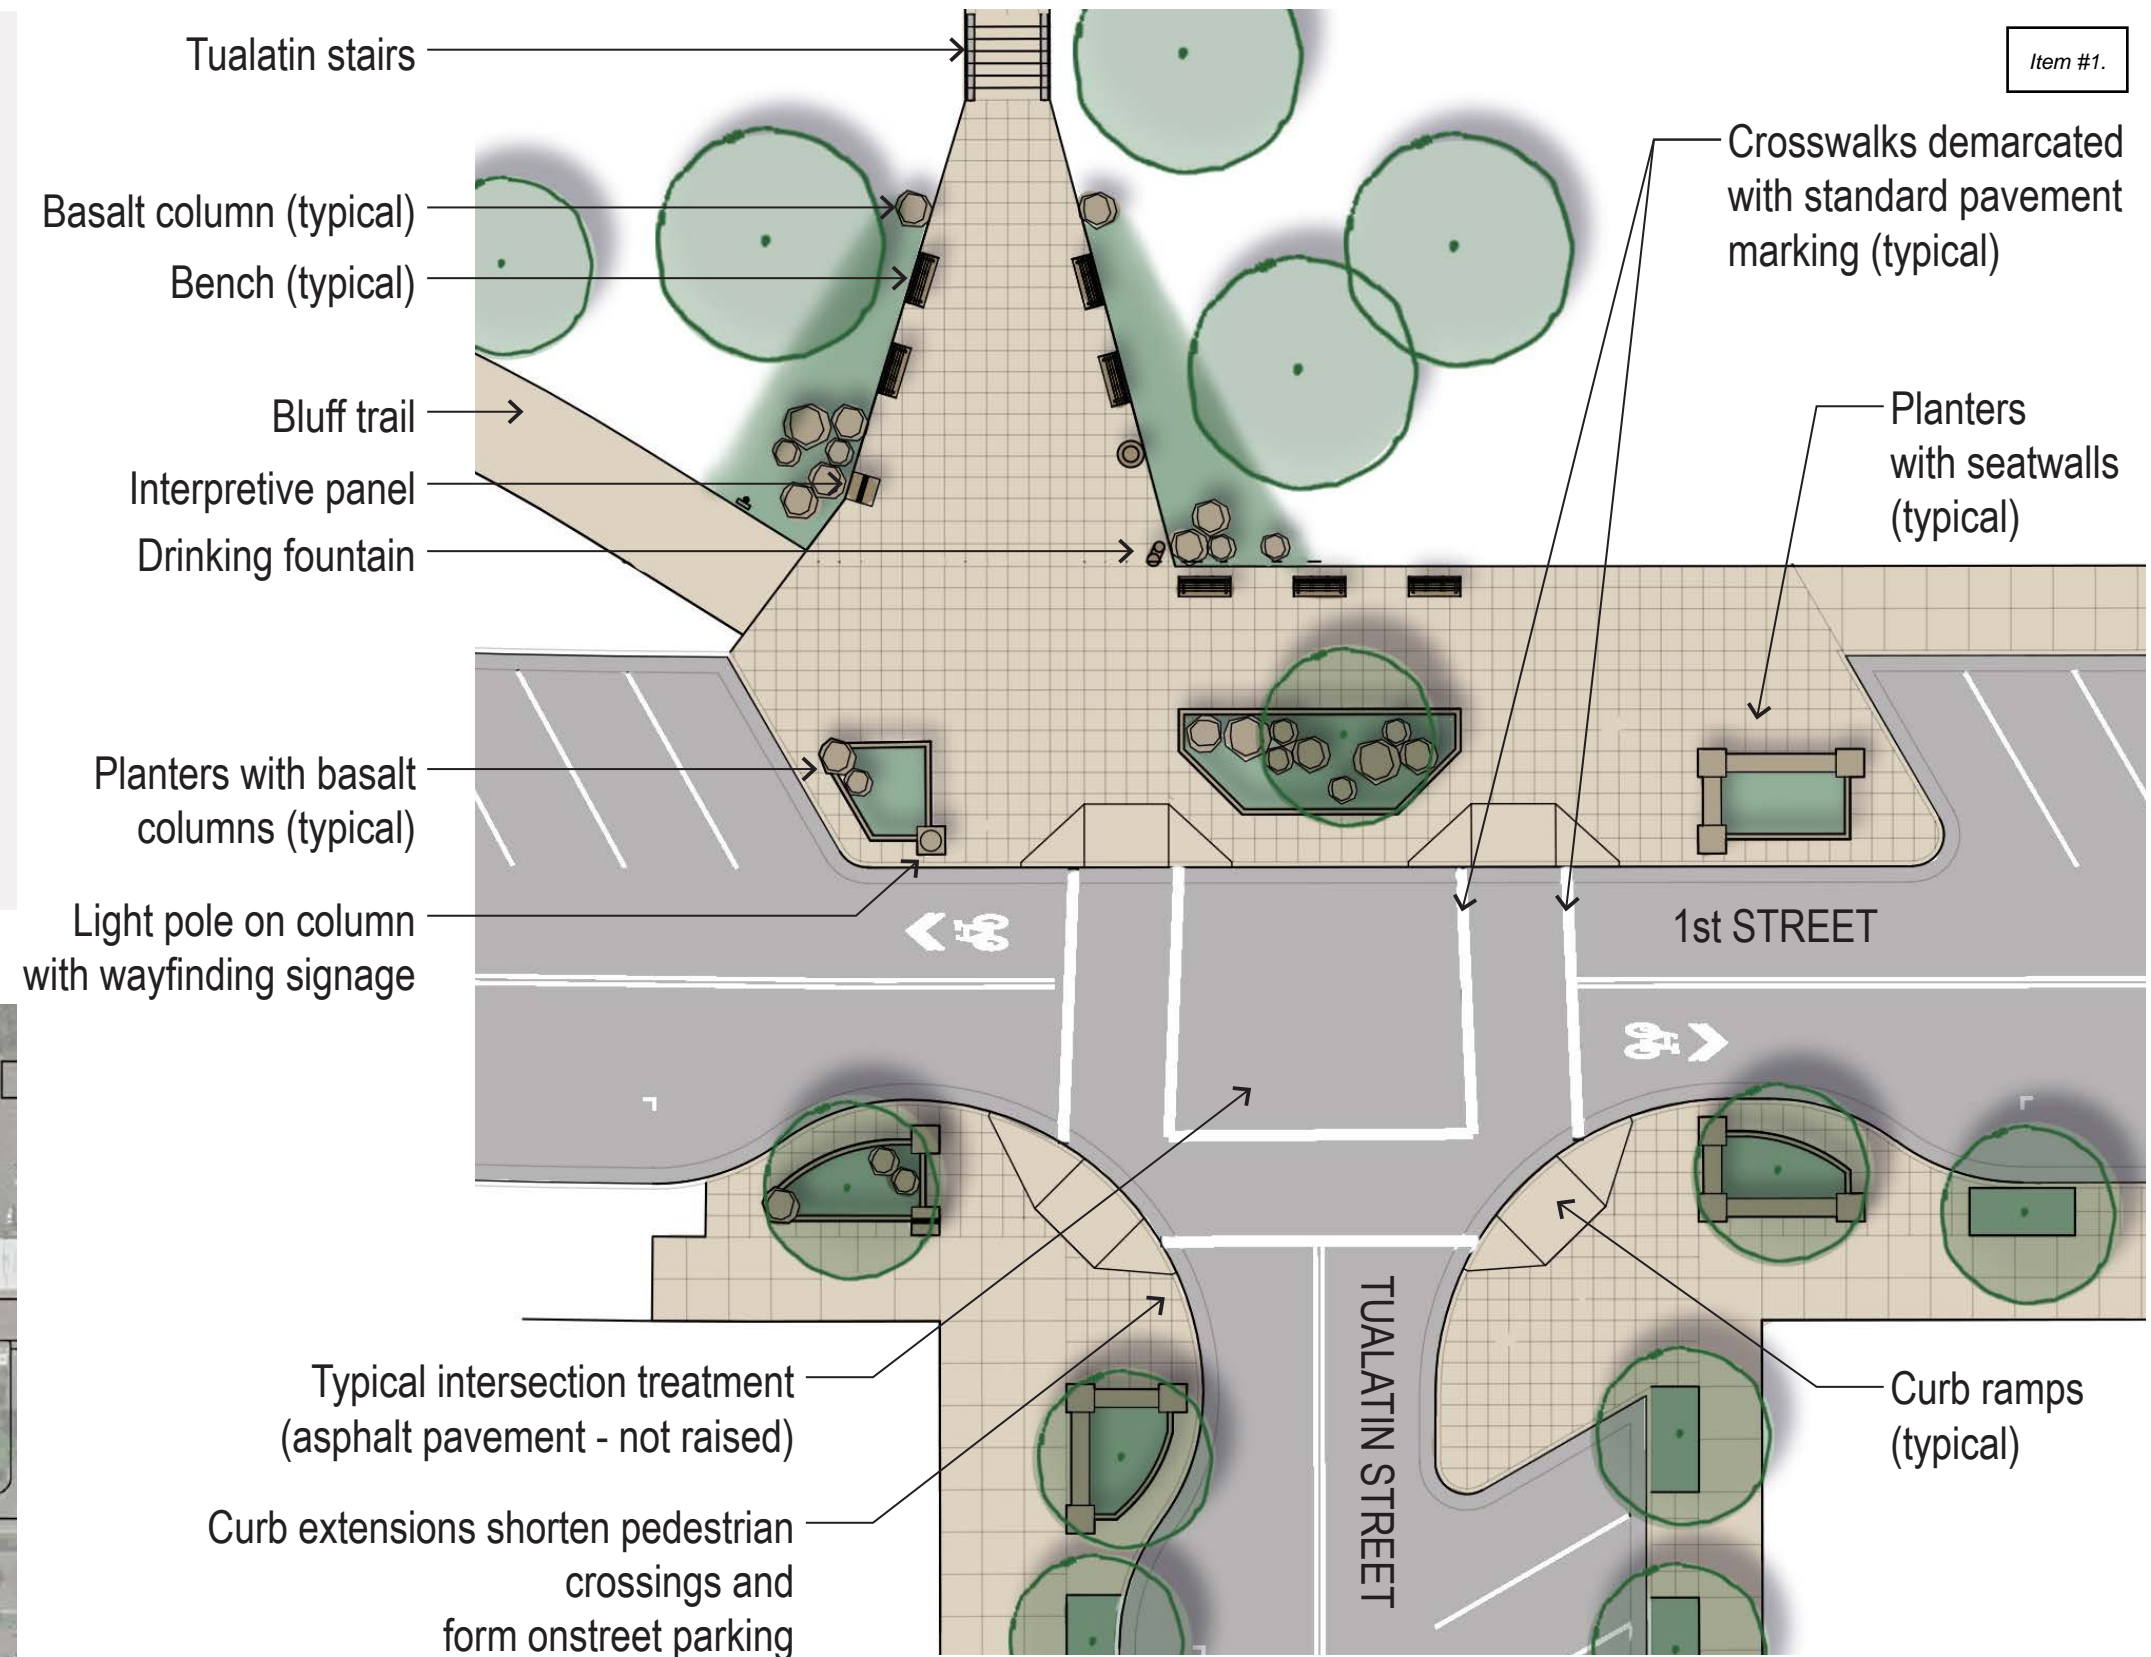 Tualatin stairs
Item #1.
Crosswalks demarcated
with standard pavement
marking (typical)
Basalt column (typical)
Bench (typical)
Bluff trail
Planters
with seatwalls
(typical)
Interpretive panel
Drinking fountain
Planters with basalt
columns (typical)
Light pole on column
with wayfinding signage
1st STREET
TUALATIN STREET
Typical intersection treatment
(asphalt pavement - not raised)
Curb ramps
(typical)
Curb extensions shorten pedestrian
crossings and
form onstreet parking